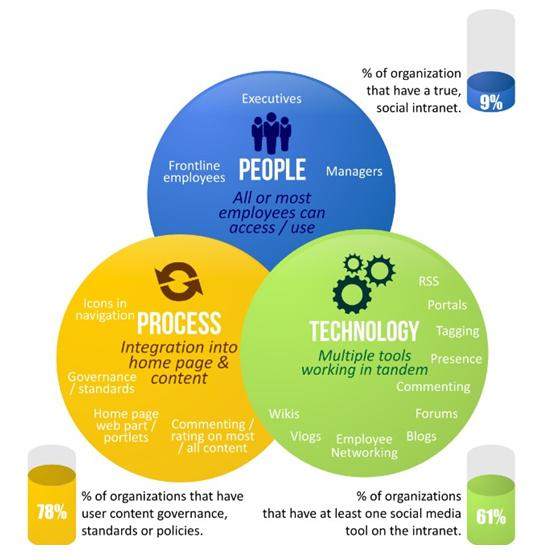 % of organization
that have a true,
social intranet.
9%
Executives
Frontline
employees
PEOPLE
Managers
All or most
employees can
access / use
Icons in
navigation
PROCESS
Integration into
home page &
content
Governance
/ standards
Home page
web part /
portlets
Commenting /
rating on most
/ all content
RSS
Portals
TECHNOLOGY
Tagging
Multiple tools
working in tandem
Presence
Commenting
Wikis
Forums
Vlogs
Employee
Networking
Blogs
78%
% of organizations that have
user content governance,
standards or policies.
% of organizations
that have at least one social media
tool on the intranet.
61%